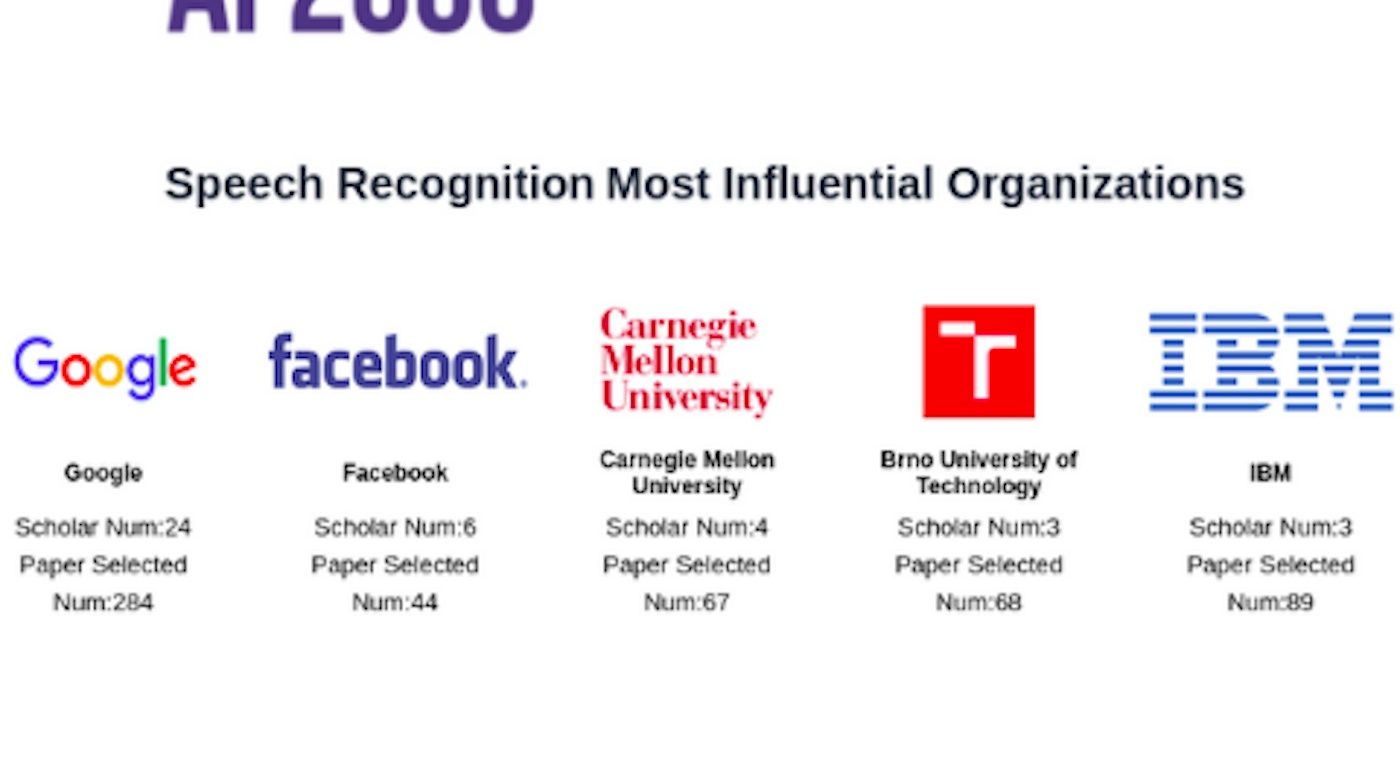 AI 2000
Speech Recognition Most Influential Organizations
Google
facebook.
Carnegie
Mellon
University
IBM
Google
Facebook
Carnegie Mellon
University
Brno University of
Technology
IBM
Scholar Num:24
Paper Selected
Num:284
Scholar Num:6
Paper Selected
Num:44
Scholar Num:4
Paper Selected
Num:67
Scholar Num:3
Paper Selected
Num:68
Scholar Num:3
Paper Selected
Num:89